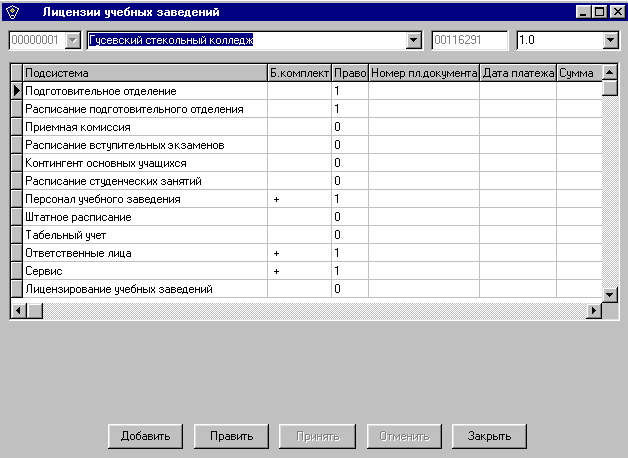 Лицензии учебных заведений
00000001 Гусевский стекольный колледж 00116291 1.0
Подсистема Б.комплект Право Номер пл.документа Дата платежа Сумма
Подготовительное отделение 1
Расписание подготовительного отделения 1
Приемная комиссия 0
Расписание вступительных экзаменов 0
Контингент основных учащихся 0
Расписание студенческих занятий 0
Персонал учебного заведения + 1
Штатное расписание 0
Табельный учет 0
Ответственные лица + 1
Сервис + 1
Лицензирование учебных заведений 0
Добавить Править Принять Отменить Закрыть